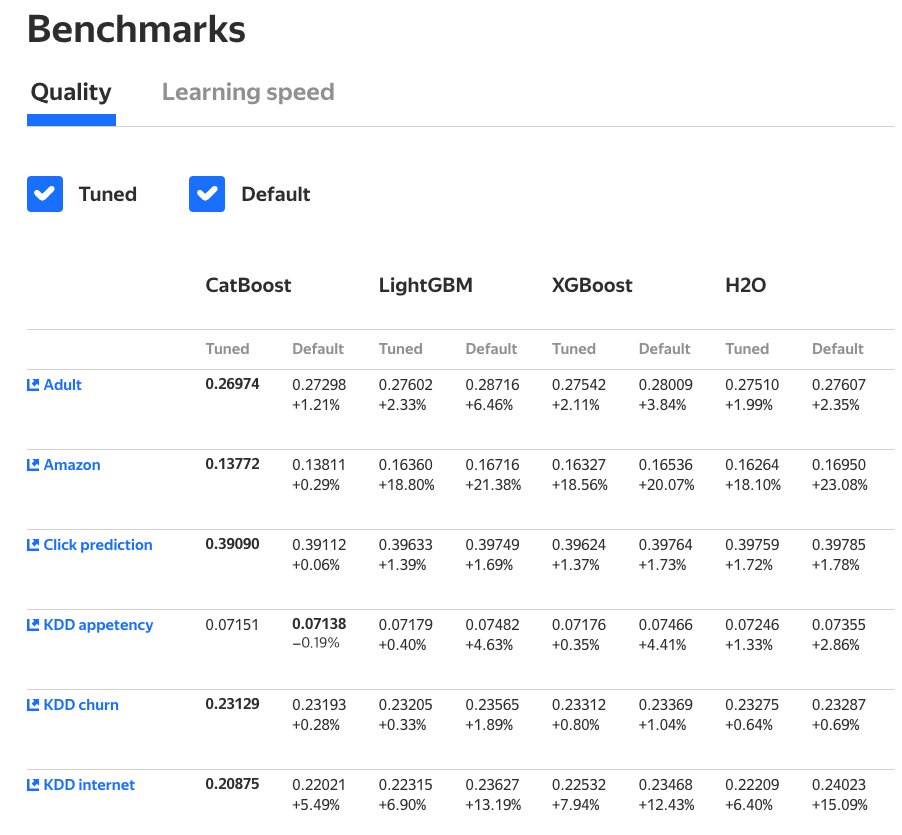 Benchmarks
Quality Learning speed
Tuned Default
CatBoost LightGBM XGBoost H2O
Tuned Default Tuned Default Tuned Default Tuned Default
Adult 0.26974 0.27298 0.27602 0.28716 0.27542 0.28009 0.27510 0.27607
+1.21% +2.33% +6.46% +2.11% +3.84% +1.99% +2.35%
Amazon 0.13772 0.13811 0.16360 0.16716 0.16327 0.16536 0.16264 0.16950
+0.29% +18.80% +21.38% +18.56% +20.07% +18.10% +23.08%
Click prediction 0.39090 0.39112 0.39633 0.39749 0.39624 0.39764 0.39759 0.39785
+0.06% +1.39% +1.69% +1.37% +1.73% +1.72% +1.78%
KDD appetency 0.07151 0.07138 0.07179 0.07482 0.07176 0.07466 0.07246 0.07355
−0.19% +0.40% +4.63% +0.35% +4.41% +1.33% +2.86%
KDD churn 0.23129 0.23193 0.23205 0.23565 0.23312 0.23369 0.23275 0.23287
+0.28% +0.33% +1.89% +0.80% +1.04% +0.64% +0.69%
KDD internet 0.20875 0.22021 0.22315 0.23627 0.22532 0.23468 0.22209 0.24023
+5.49% +6.90% +13.19% +7.94% +12.43% +6.40% +15.09%